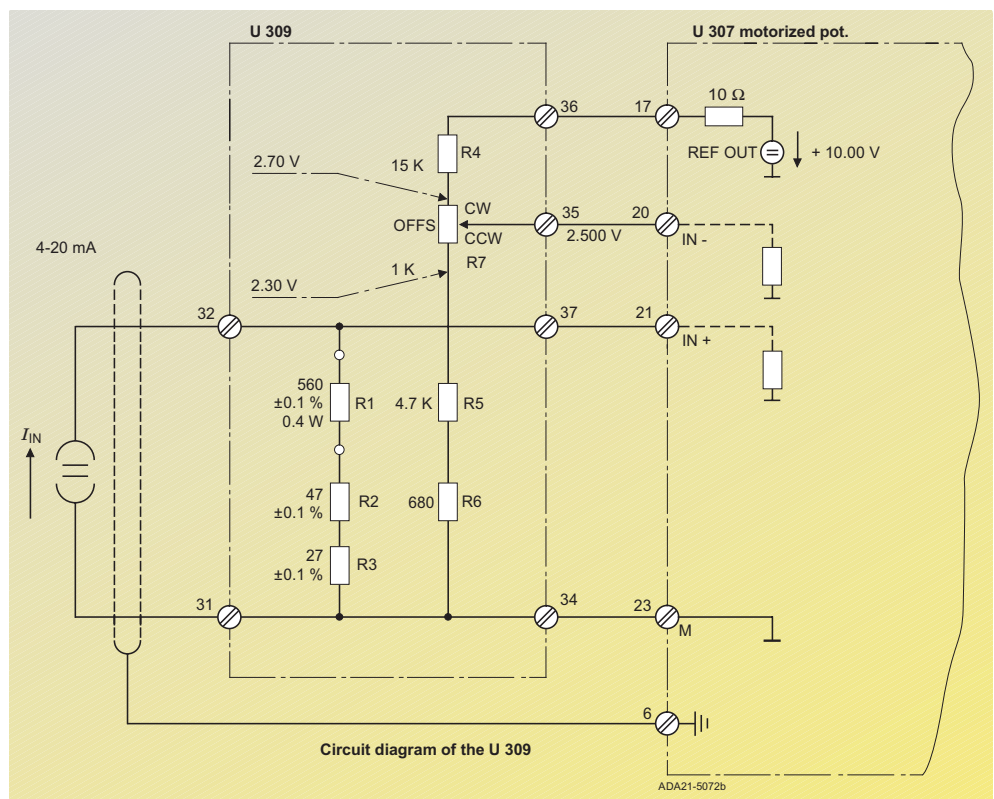 U 309
U 307 motorized pot.
10 Ω
36
17
R4
REF OUT
+ 10.00 V
2.70 V
15 K
CW
OFFS
35
20
CCW
2.500 V
IN -
4-20 mA
R7
1 K
2.30 V
32
37
21
IN +
560
±0.1 %
0.4 W
R1
4.7 K
R5
IIN
47
±0.1 %
R2
680
R6
27
±0.1 %
R3
31
34
23
M
6
Circuit diagram of the U 309
ADA21-5072b